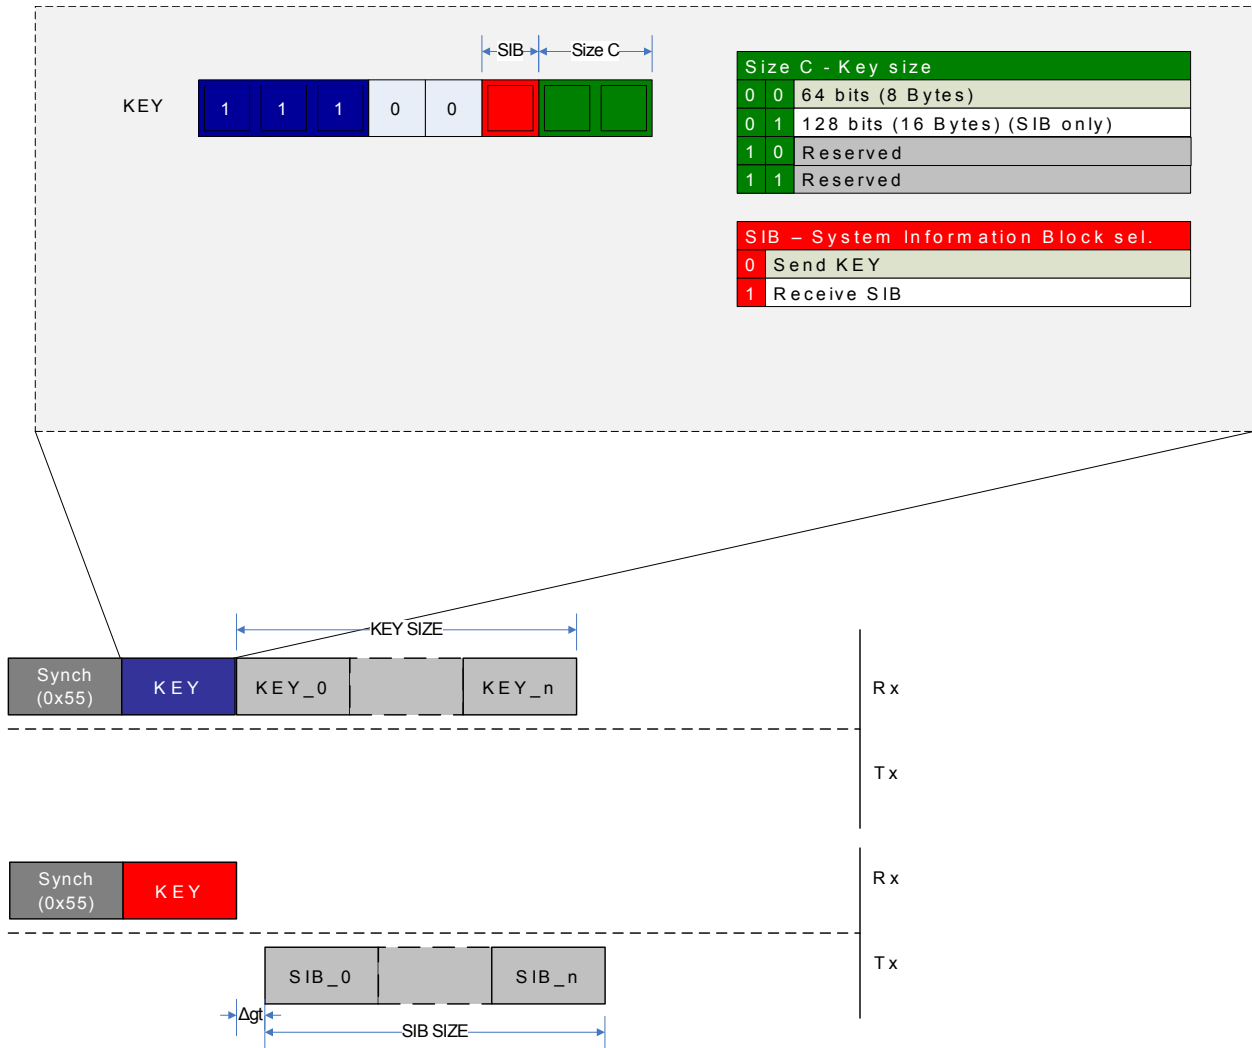 SIB Size C
KEY 1 1 1 0 0
Size C - Key size
0 0 64 bits (8 Bytes)
0 1 128 bits (16 Bytes) (SIB only)
1 0 Reserved
1 1 Reserved
SIB – System Information Block sel.
0 Send KEY
1 Receive SIB
KEY SIZE
Synch
(0x55)
KEY KEY_0 KEY_n Rx
Tx
Synch
(0x55)
KEY Rx
SIB_0 SIB_n Tx
Δgt
SIB SIZE